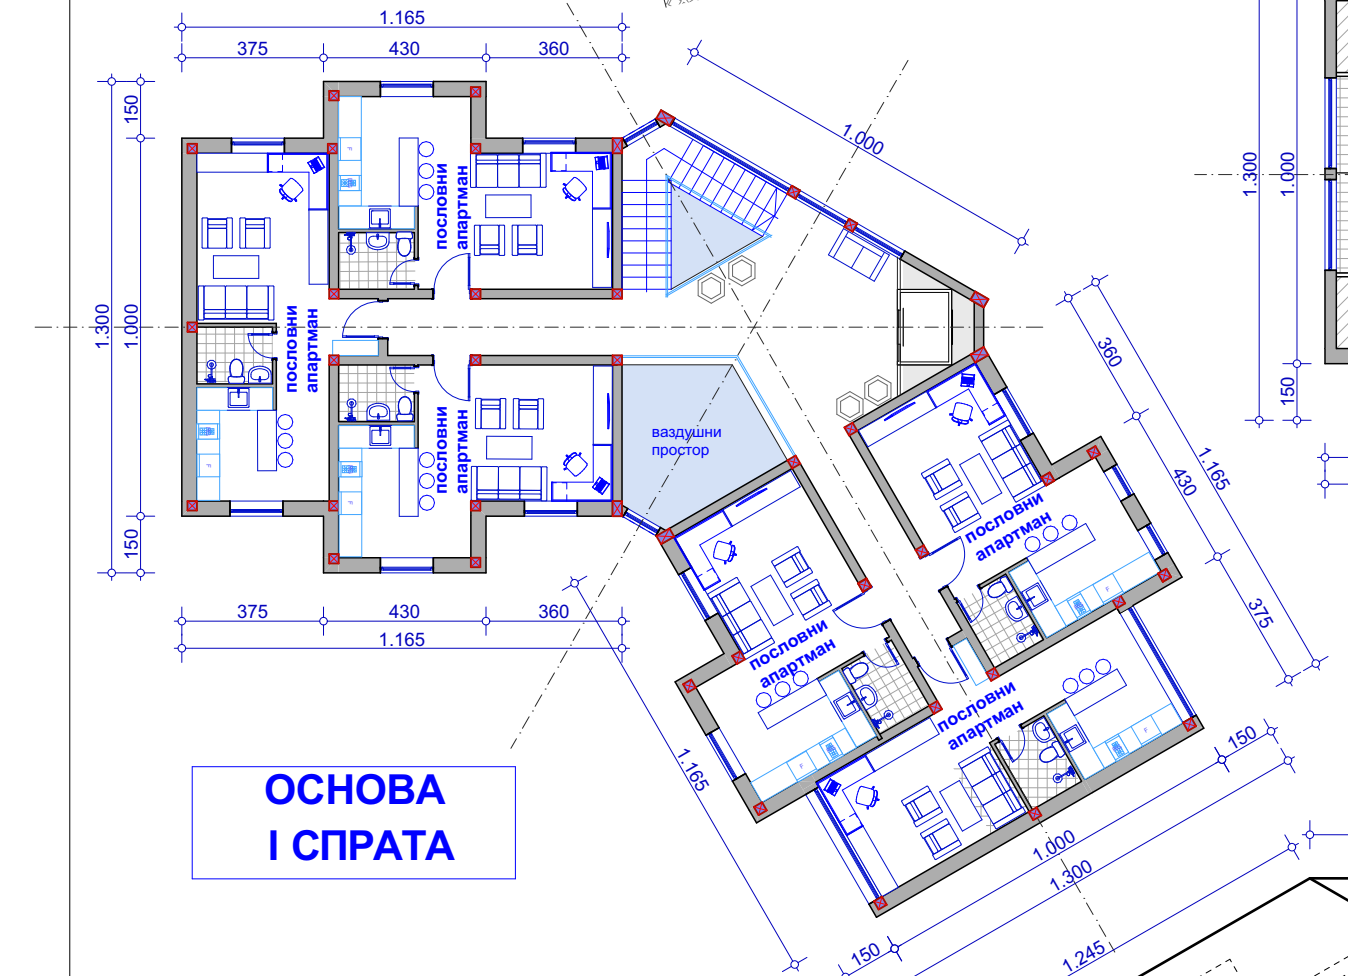 1.165
375
430
360
150
1.300
1.000
150
1.000
1.300
1.000
150
пословни
апартман
пословни
апартман
пословни
апартман
пословни
апартман
ваздушни
простор
360
430
1.165
375
пословни
апартман
пословни
апартман
пословни
апартман
375
430
360
1.165
1.165
150
1.000
1.300
150
1.245
ОСНОВА
I СПРАТА
F
F
F
F
F
F